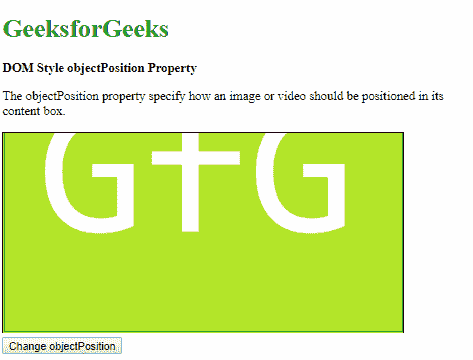 GeeksforGeeks
DOM Style objectPosition Property
The objectPosition property specify how an image or video should be positioned in its
content box.
G†G
Change objectPosition